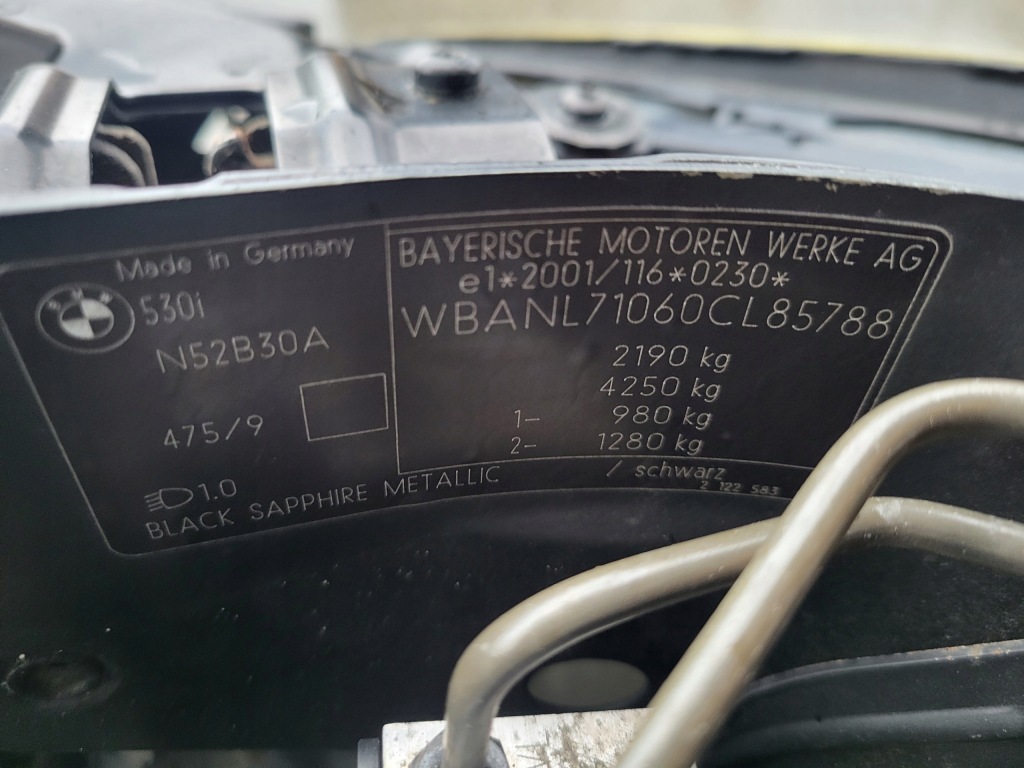 Made in Germany
BMW
530i
N52B30A
475/9
1.0
BLACK SAPPHIRE METALLIC / schwarz
2 122 583
BAYERISCHE MOTOREN WERKE AG
e1*2001/116*0230*
WBANL71060CL85788
2190 kg
4250 kg
1- 980 kg
2- 1280 kg